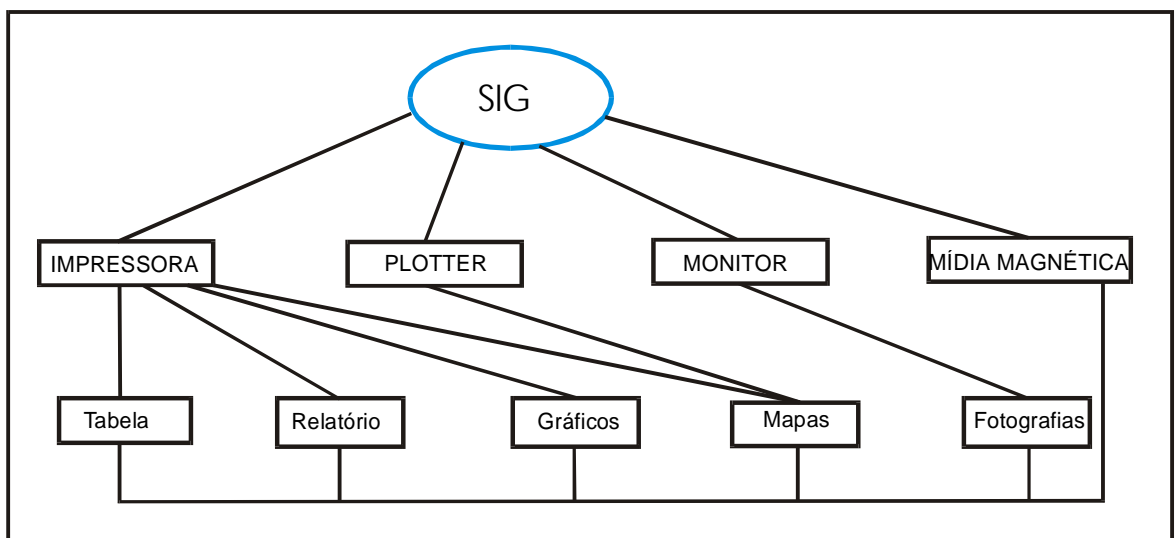 SIG
IMPRESSORA
PLOTTER
MONITOR
MÍDIA MAGNÉTICA
Tabela
Relatório
Gráficos
Mapas
Fotografias